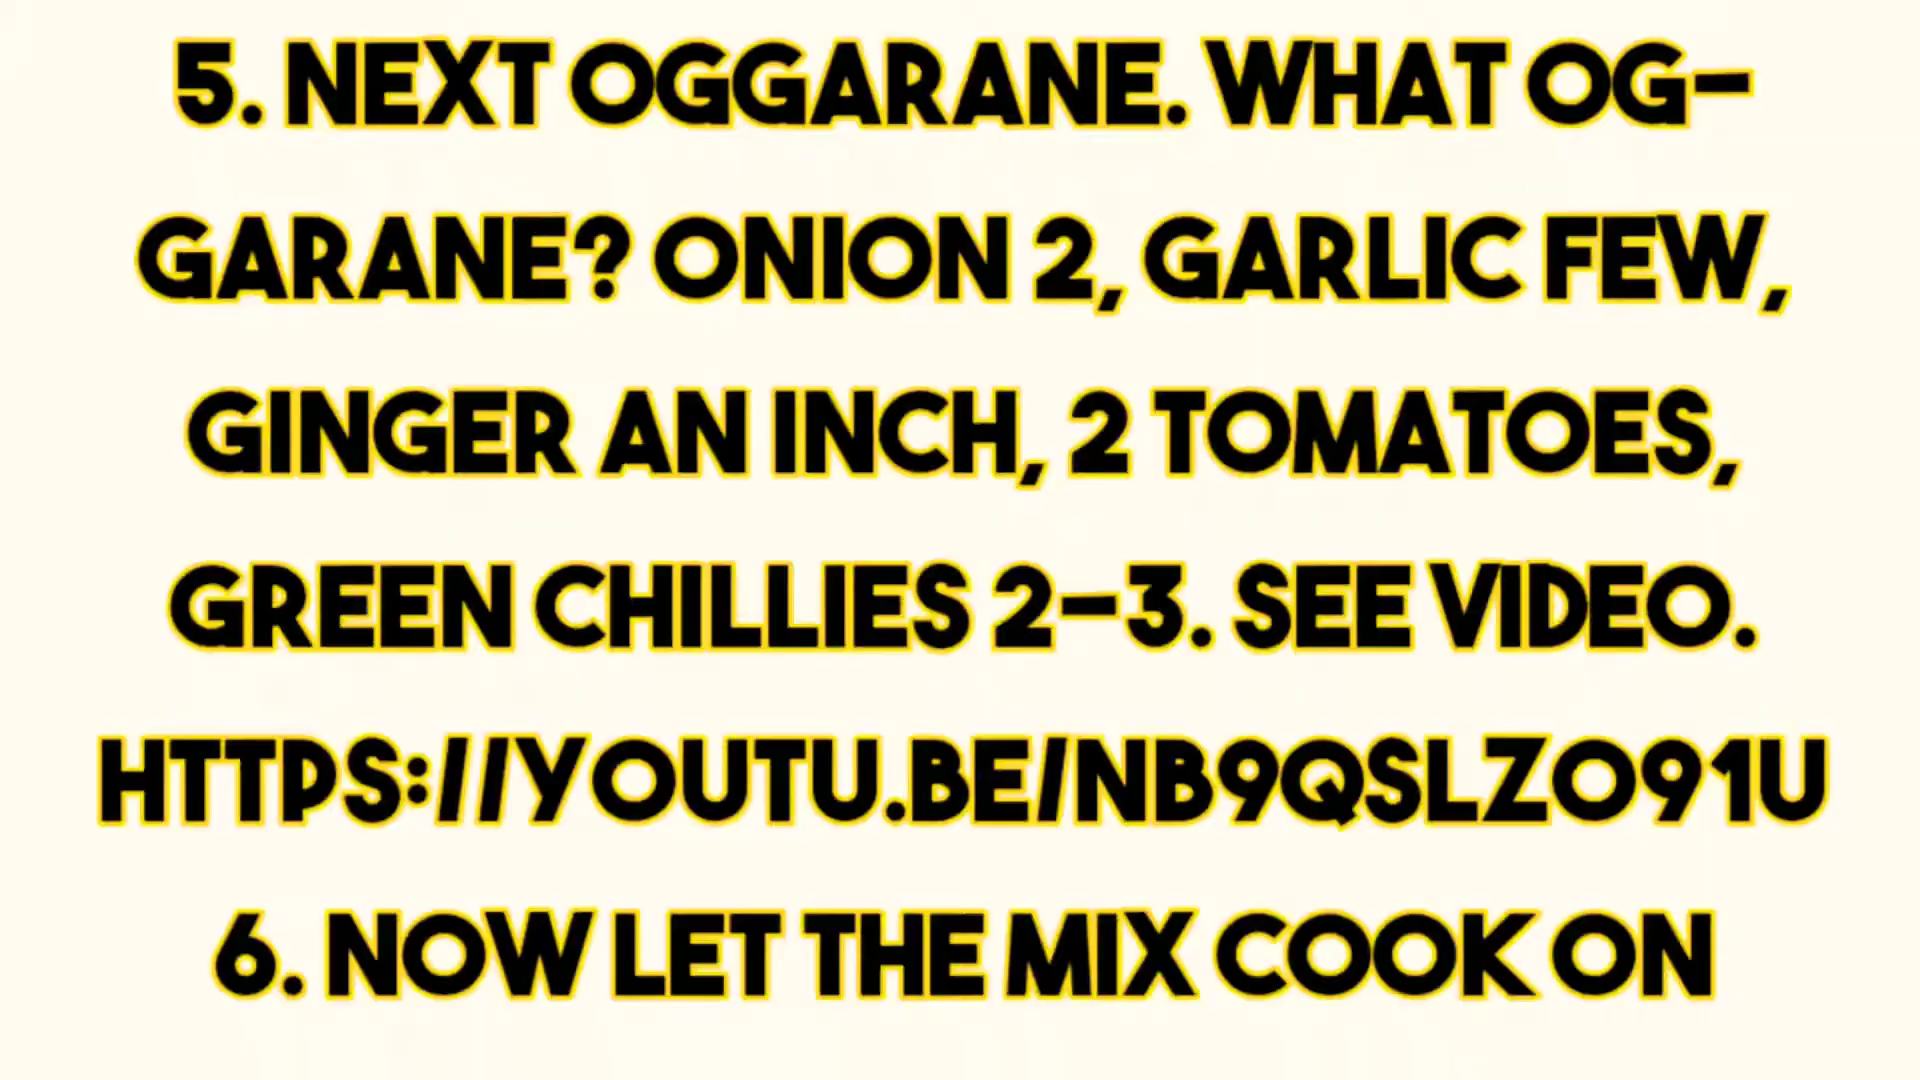 5. NEXT OGGARANE. WHAT OG-
GARANE? ONION 2, GARLIC FEW,
GINGER AN INCH, 2 TOMATOES,
GREEN CHILLIES 2-3. SEE VIDEO.
HTTPS://YOUTU.BE/NB9QSLZO91U
6. NOW LET THE MIX COOK ON